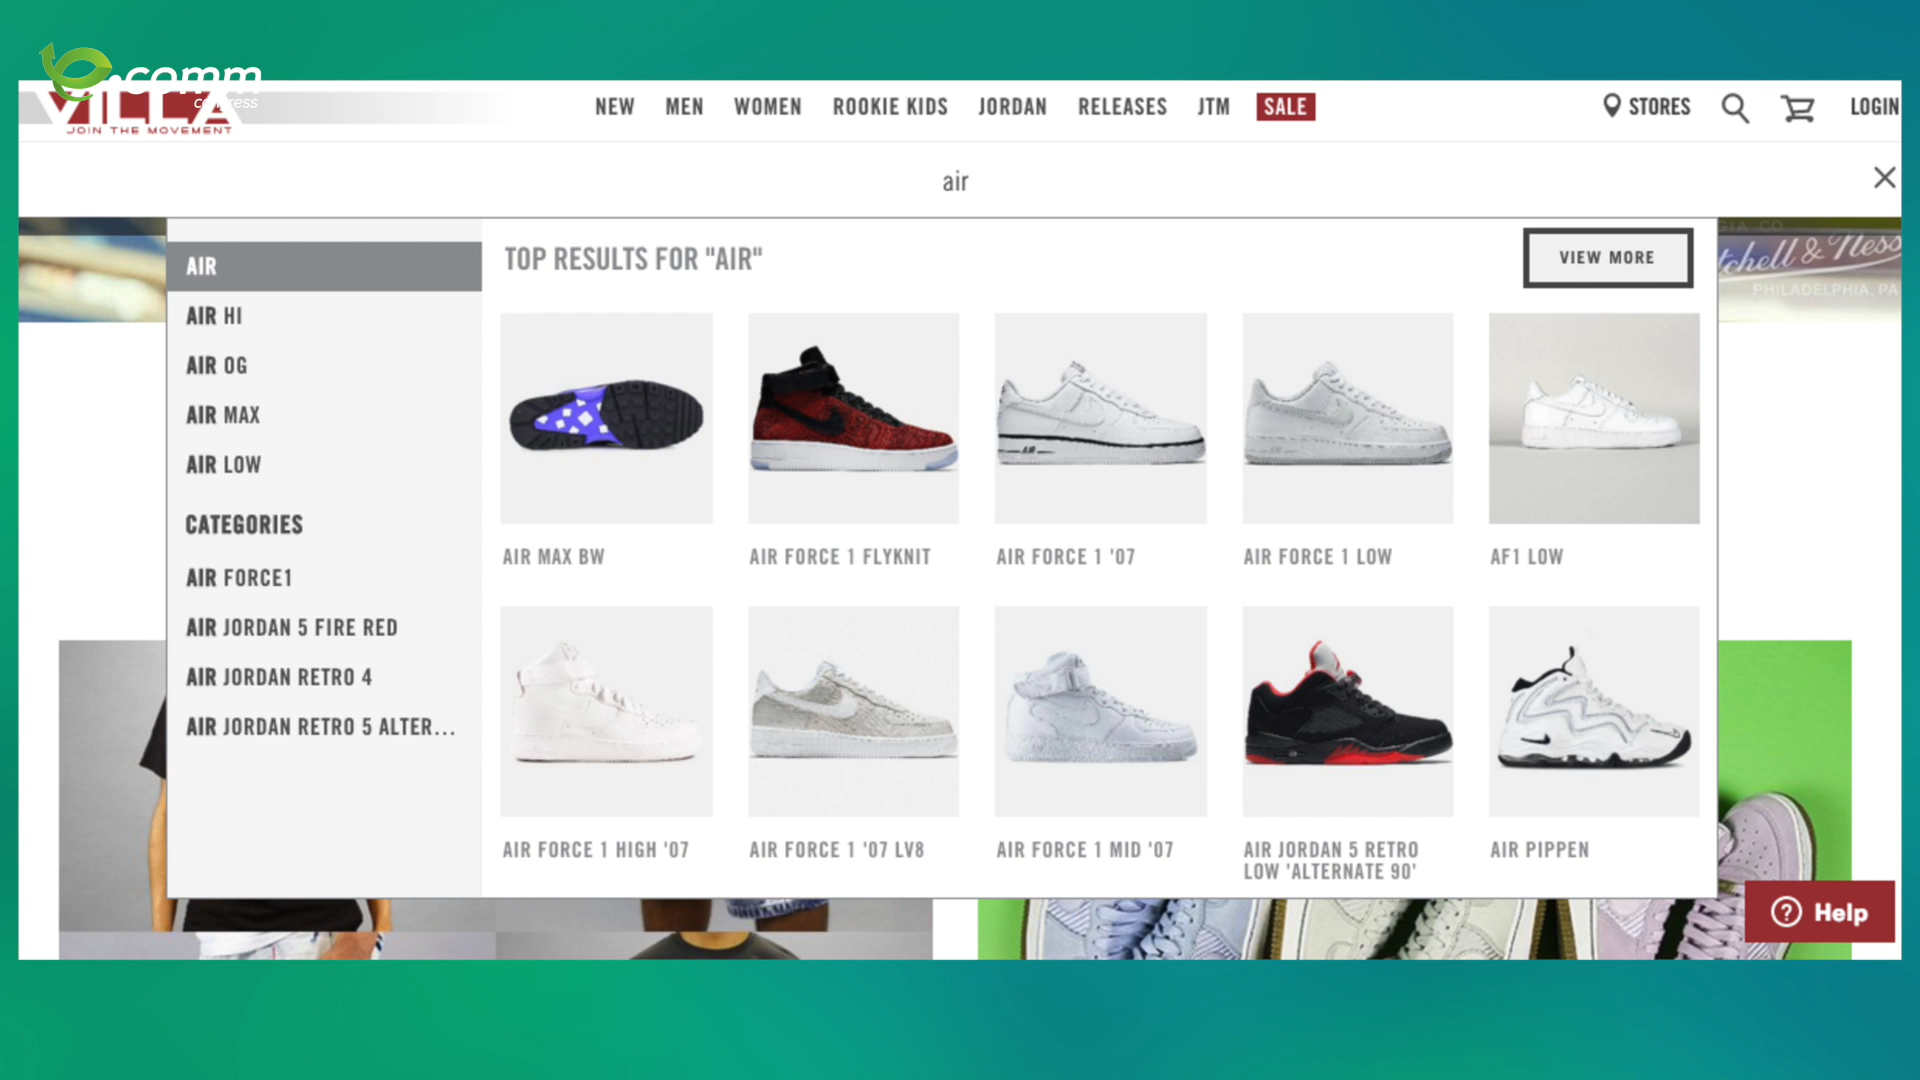 e.comm
congress
VILLA
JOIN THE MOVEMENT
NEW MEN WOMEN ROOKIE KIDS JORDAN RELEASES JTM SALE
STORES
LOGIN
air
AIR
AIR HI
AIR OG
AIR MAX
AIR LOW
CATEGORIES
AIR FORCE1
AIR JORDAN 5 FIRE RED
AIR JORDAN RETRO 4
AIR JORDAN RETRO 5 ALTER...
TOP RESULTS FOR "AIR"
VIEW MORE
AIR MAX BW
AIR FORCE 1 FLYKNIT
AIR FORCE 1 '07
AIR FORCE 1 LOW
AF1 LOW
AIR FORCE 1 HIGH '07
AIR FORCE 1 '07 LV8
AIR FORCE 1 MID '07
AIR JORDAN 5 RETRO
LOW 'ALTERNATE 90'
AIR PIPPEN
tchell & Ness
PHILADELPHIA, PA
Help